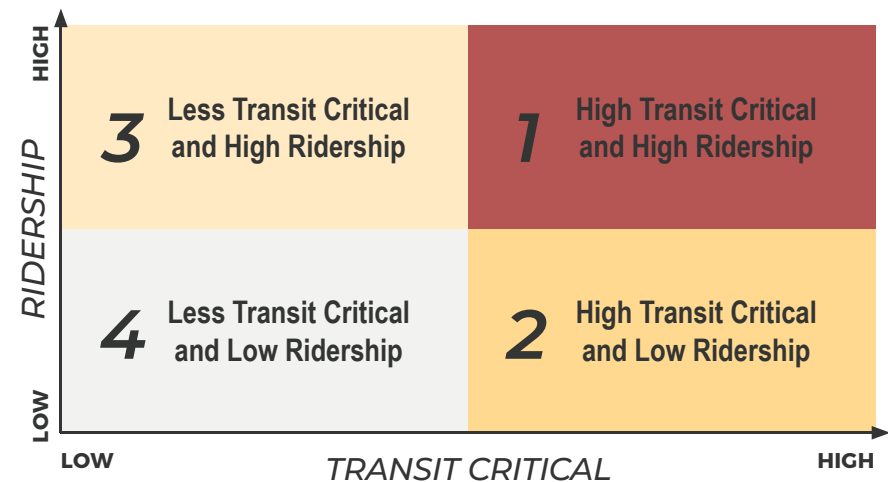 HIGH
3
Less Transit Critical
and High Ridership
1
High Transit Critical
and High Ridership
RIDERSHIP
4
Less Transit Critical
and Low Ridership
2
High Transit Critical
and Low Ridership
LOW
LOW
TRANSIT CRITICAL
HIGH